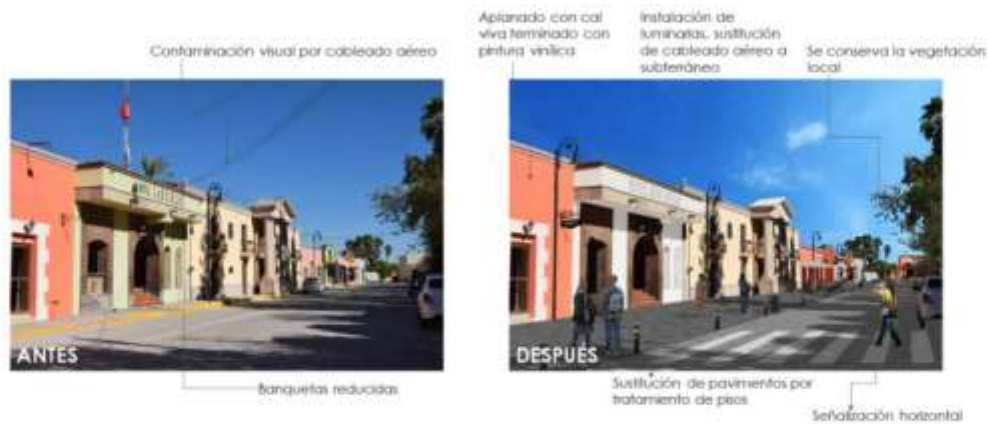 Contaminación visual por cableado aéreo
Aplanado con cal
viva terminado con
pintura vinílica
Instalación de
luminarias, sustitución
de cableado aéreo a
subterráneo
Se conserva la vegetación
local
ANTES
DESPUÉS
Banquetas reducidas
Sustitución de pavimentos por
tratamiento de pisos
Señalización horizontal